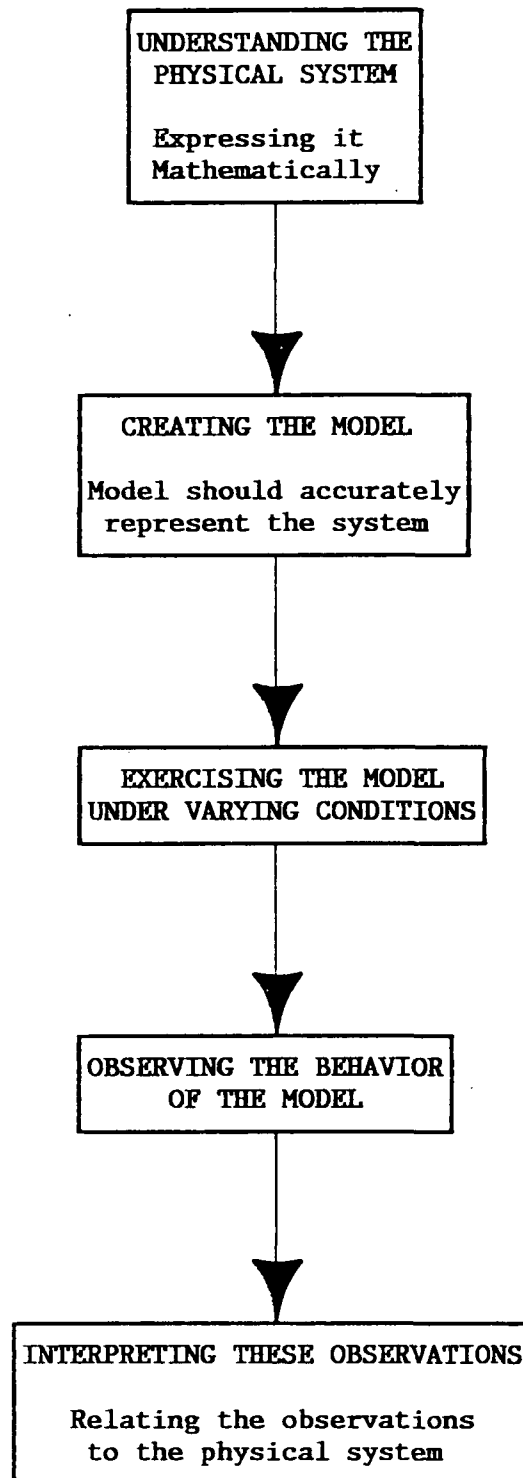 UNDERSTANDING THE
PHYSICAL SYSTEM
Expressing it
Mathematically
CREATING THE MODEL
Model should accurately
represent the system
EXERCISING THE MODEL
UNDER VARYING CONDITIONS
OBSERVING THE BEHAVIOR
OF THE MODEL
INTERPRETING THESE OBSERVATIONS
Relating the observations
to the physical system